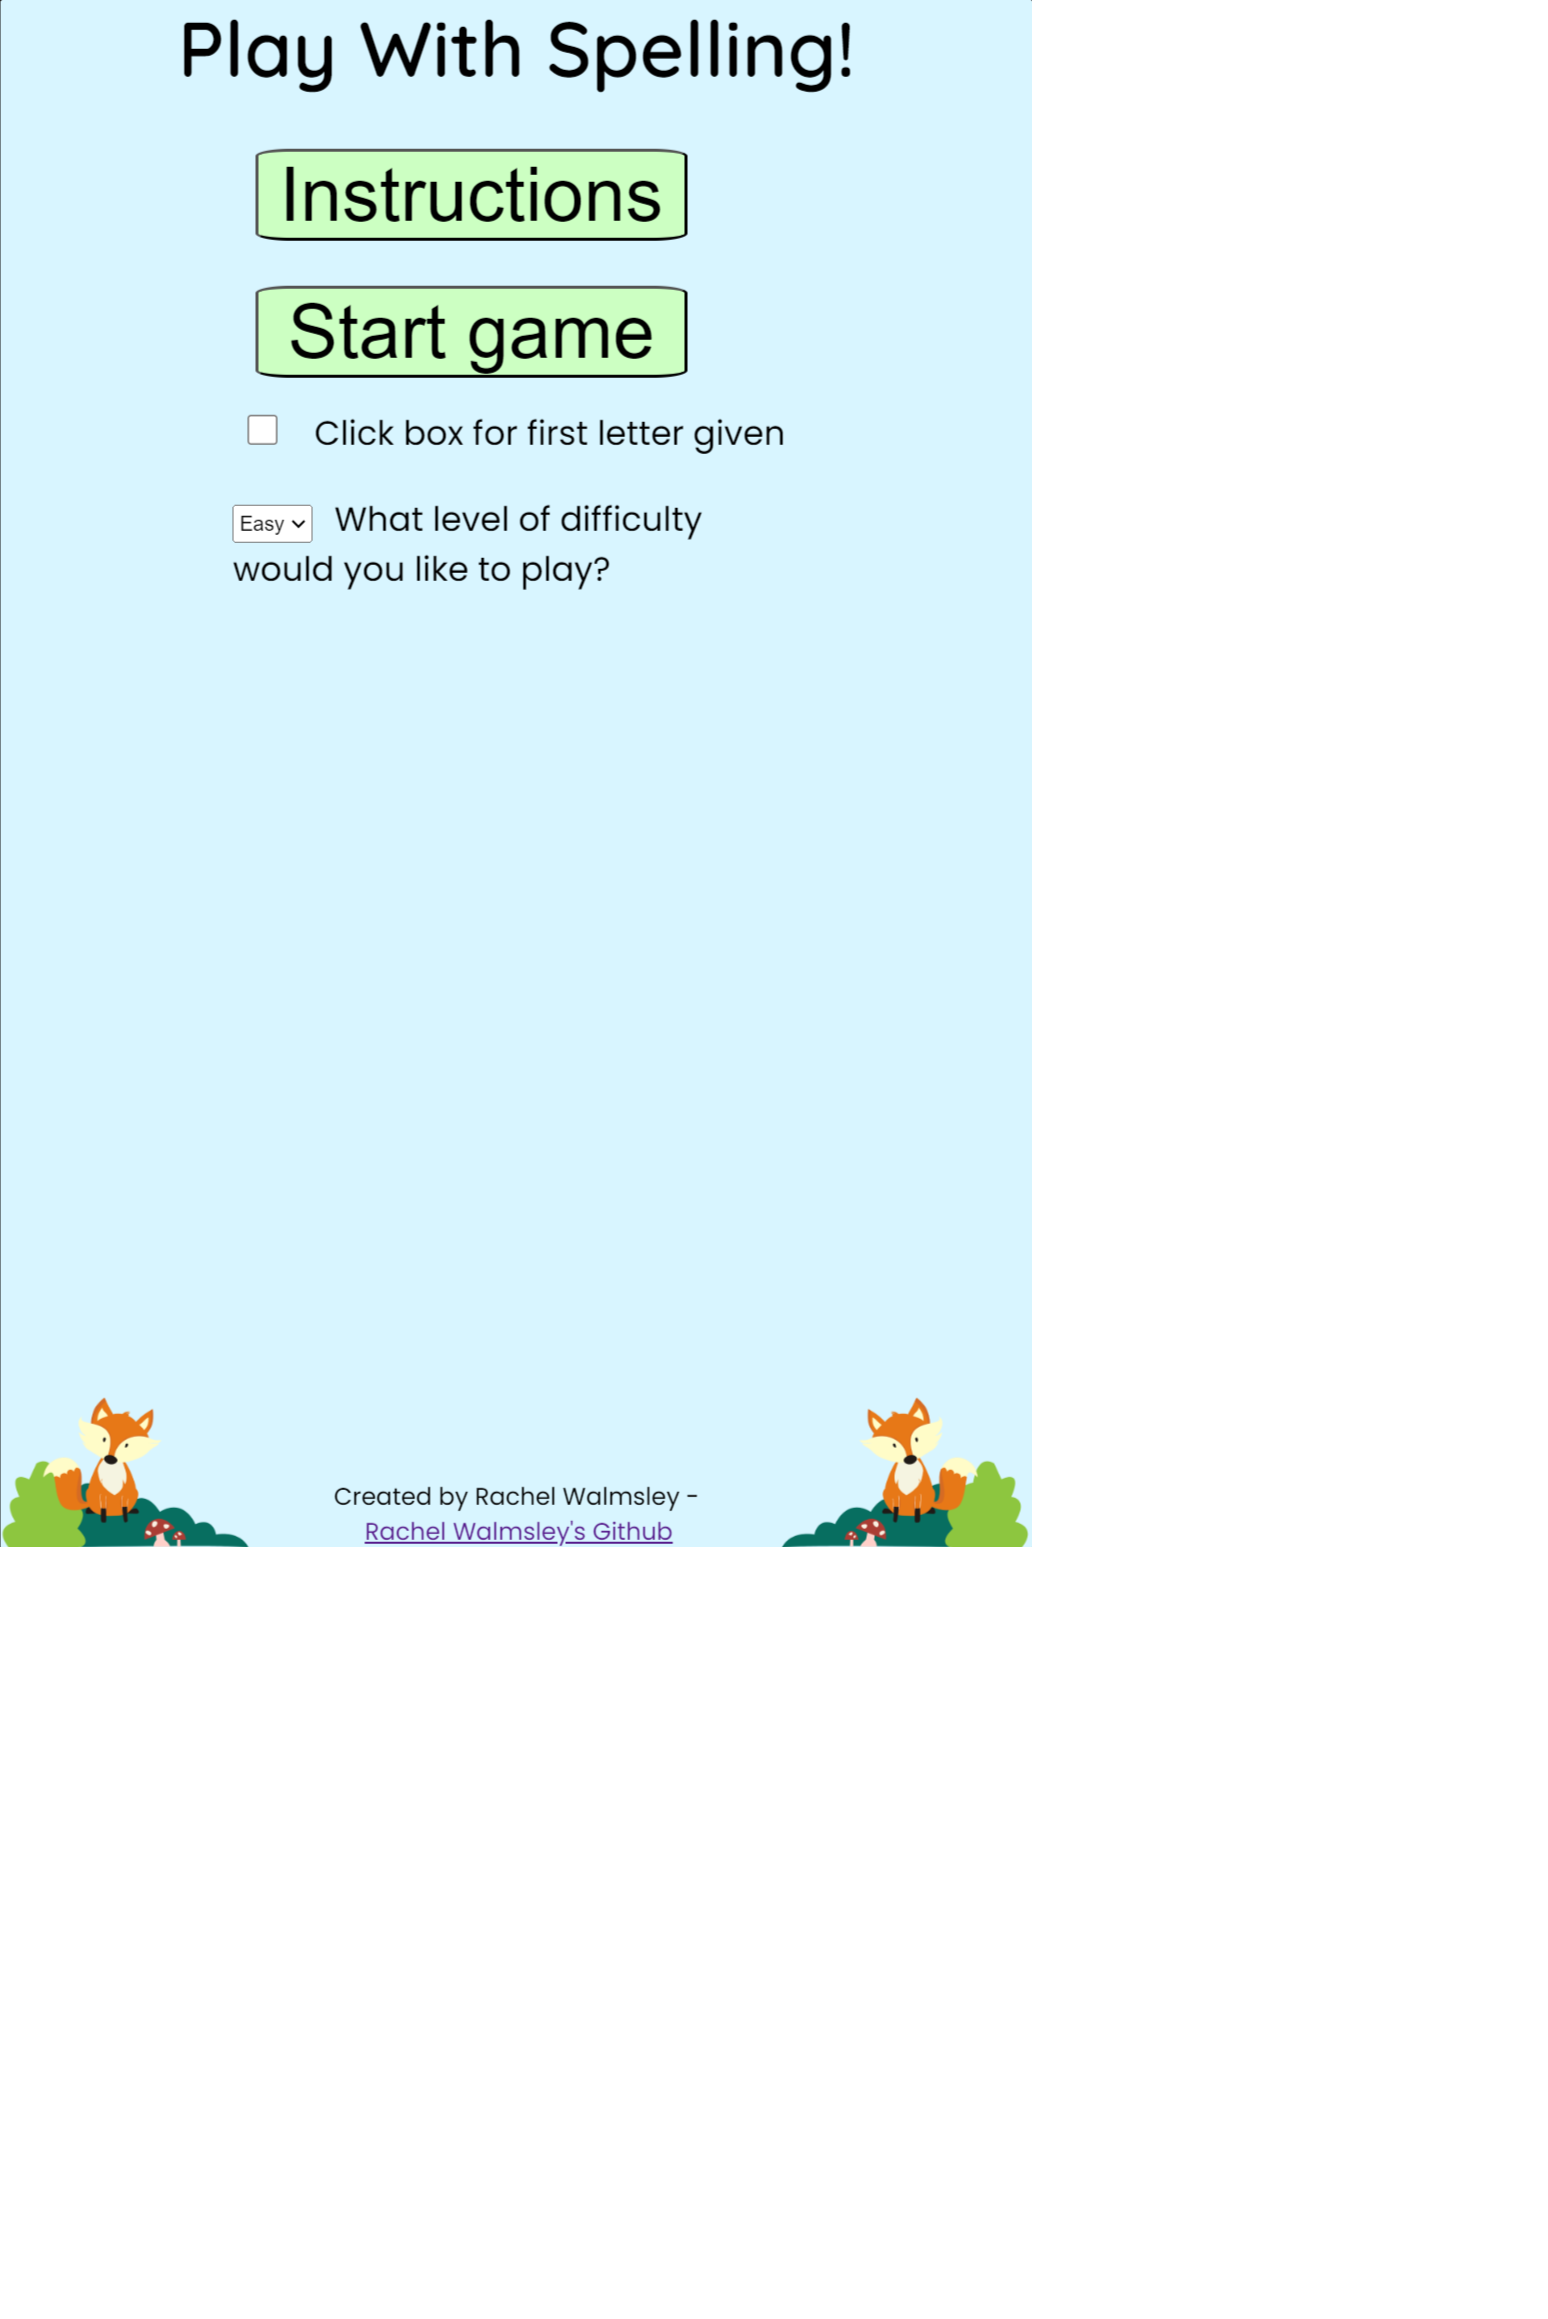 Play With Spelling!
Instructions
Start game
Click box for first letter given
Easy What level of difficulty
would you like to play?
Created by Rachel Walmsley -
Rachel Walmsley's Github